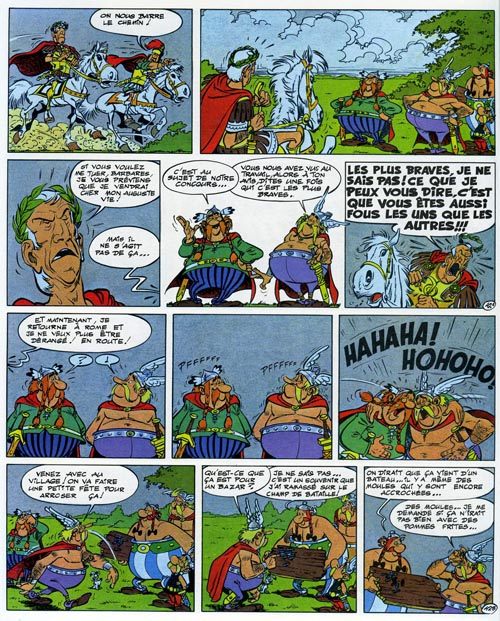 ON NOUS BARRE
LE CHEMIN!
ET SI VOUS VOULEZ
ME TUER, BARBARES,
JE VOUS PRÉVIENS
QUE JE VENDRAI
CHER MON AUGUSTE
VIE!
MAIS IL
NE S'AGIT
PAS DE ÇA...
C'EST AU
SUJET DE NOTRE
CONCOURS...
VOUS NOUS AVEZ VUS AU
TRAVAIL, ALORS À TON
AVIS, DITES UNE FOIS
QUI C'EST LES PLUS
BRAVES.
LES PLUS BRAVES, JE NE
SAIS PAS! CE QUE JE
PEUX VOUS DIRE, C'EST
QUE VOUS ÊTES AUSSI
FOUS LES UNS QUE LES
AUTRES!!!
ET MAINTENANT, JE
RETOURNE À ROME ET
JE NE VEUX PLUS ÊTRE
DÉRANGÉ! EN ROUTE!
?
!
PFFFFFF
PFFFFFF
HAHAHA!
HOHOHO!
VENEZ AVEC AU
VILLAGE! ON VA FAIRE
UNE PETITE FÊTE POUR
ARROSER ÇA!
QU'EST-CE QUE
ÇA EST POUR
UN BAZAR?
JE NE SAIS PAS...
C'EST UN SOUVENIR QUE
J'AI RAMASSÉ SUR LE
CHAMP DE BATAILLE!
ON DIRAIT QUE ÇA VIENT D'UN
BATEAU... IL Y A MÊME DES
MOULES QUI Y SONT ENCORE
ACCROCHÉES...
DES MOULES... JE ME
DEMANDE SI ÇA N'IRAIT
PAS BIEN AVEC DES
POMMES FRITES...